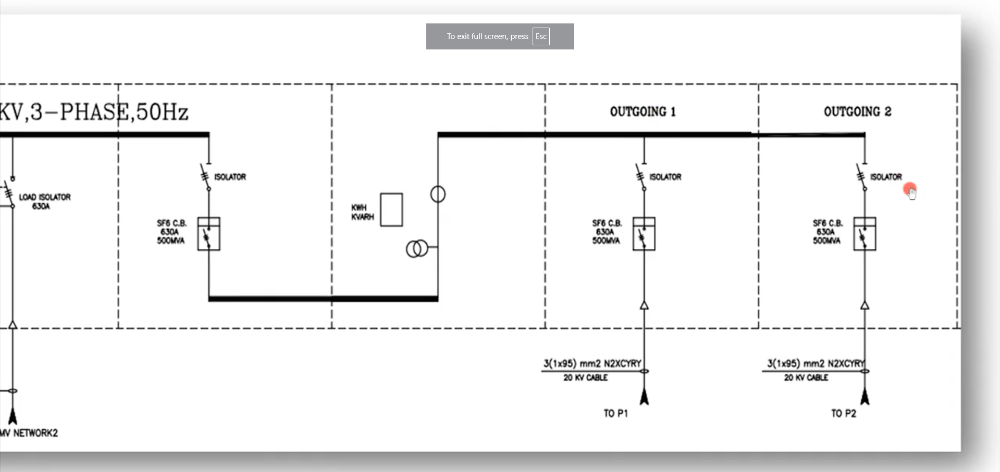 To exit full screen, press Esc
KV,3-PHASE,50Hz
OUTGOING 1
OUTGOING 2
ISOLATOR
ISOLATOR
ISOLATOR
LOAD ISOLATOR
630A
KWH
KVARH
SF6 C.B.
630A
500MVA
SF6 C.B.
630A
500MVA
SF6 C.B.
630A
500MVA
3(1x95) mm2 N2XCYRY
20 KV CABLE
3(1x95) mm2 N2XCYRY
20 KV CABLE
TO P1
TO P2
MV NETWORK2